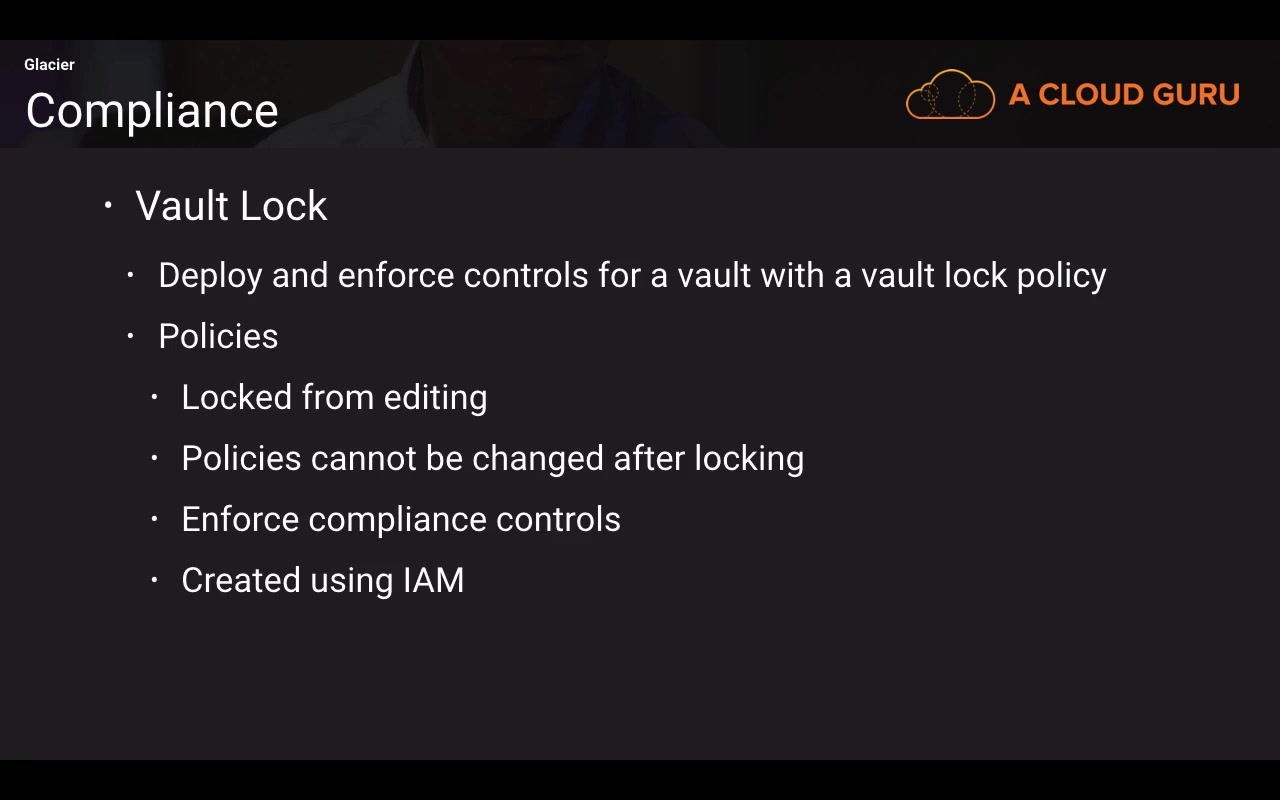 Glacier
Compliance
A CLOUD GURU
• Vault Lock
• Deploy and enforce controls for a vault with a vault lock policy
• Policies
• Locked from editing
• Policies cannot be changed after locking
• Enforce compliance controls
• Created using IAM